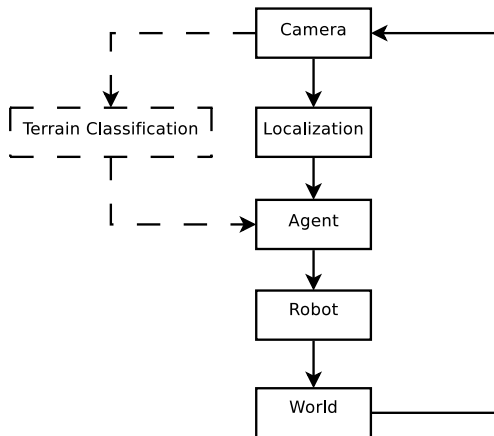 Camera
Terrain Classification
Localization
Agent
Robot
World